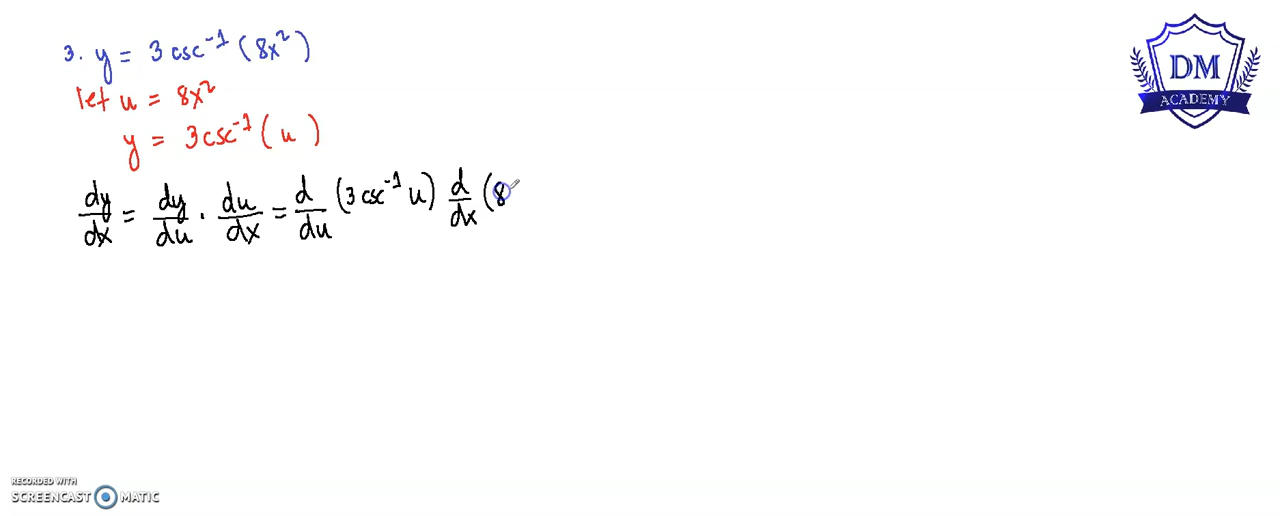 3. y = 3 csc⁻¹ (8x²)
let u = 8x²
y = 3 csc⁻¹ ( u )
dy/dx = dy/du · du/dx = d/du (3 csc⁻¹ u) d/dx (8
DM
ACADEMY
RECORDED WITH
SCREENCAST MATIC